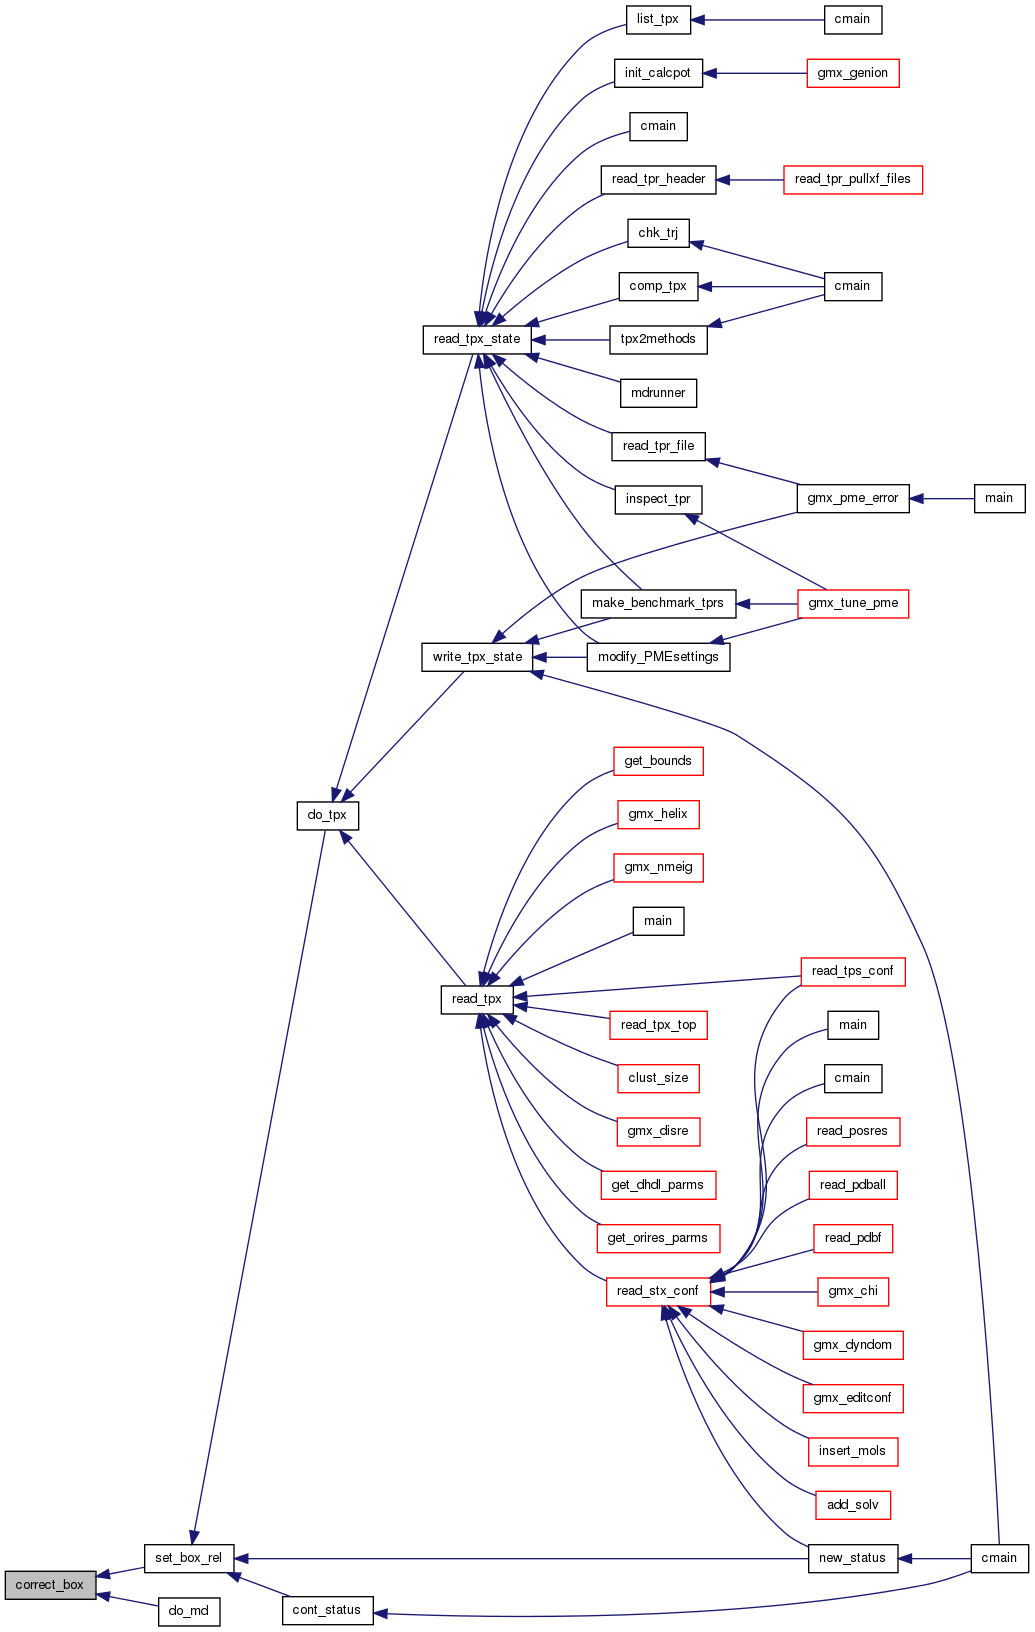 list_tpx
cmain
init_calcpot
gmx_genion
cmain
read_tpr_header
read_tpr_pullxf_files
chk_trj
comp_tpx
cmain
read_tpx_state
tpx2methods
mdrunner
read_tpr_file
inspect_tpr
gmx_pme_error
main
make_benchmark_tprs
gmx_tune_pme
write_tpx_state
modify_PMEsettings
get_bounds
do_tpx
gmx_helix
gmx_nmeig
main
read_tps_conf
read_tpx
read_tpx_top
main
clust_size
cmain
gmx_disre
read_posres
get_dhdl_parms
read_pdball
get_orires_parms
read_pdbf
read_stx_conf
gmx_chi
gmx_dyndom
gmx_editconf
insert_mols
add_solv
set_box_rel
new_status
cmain
correct_box
do_md
cont_status